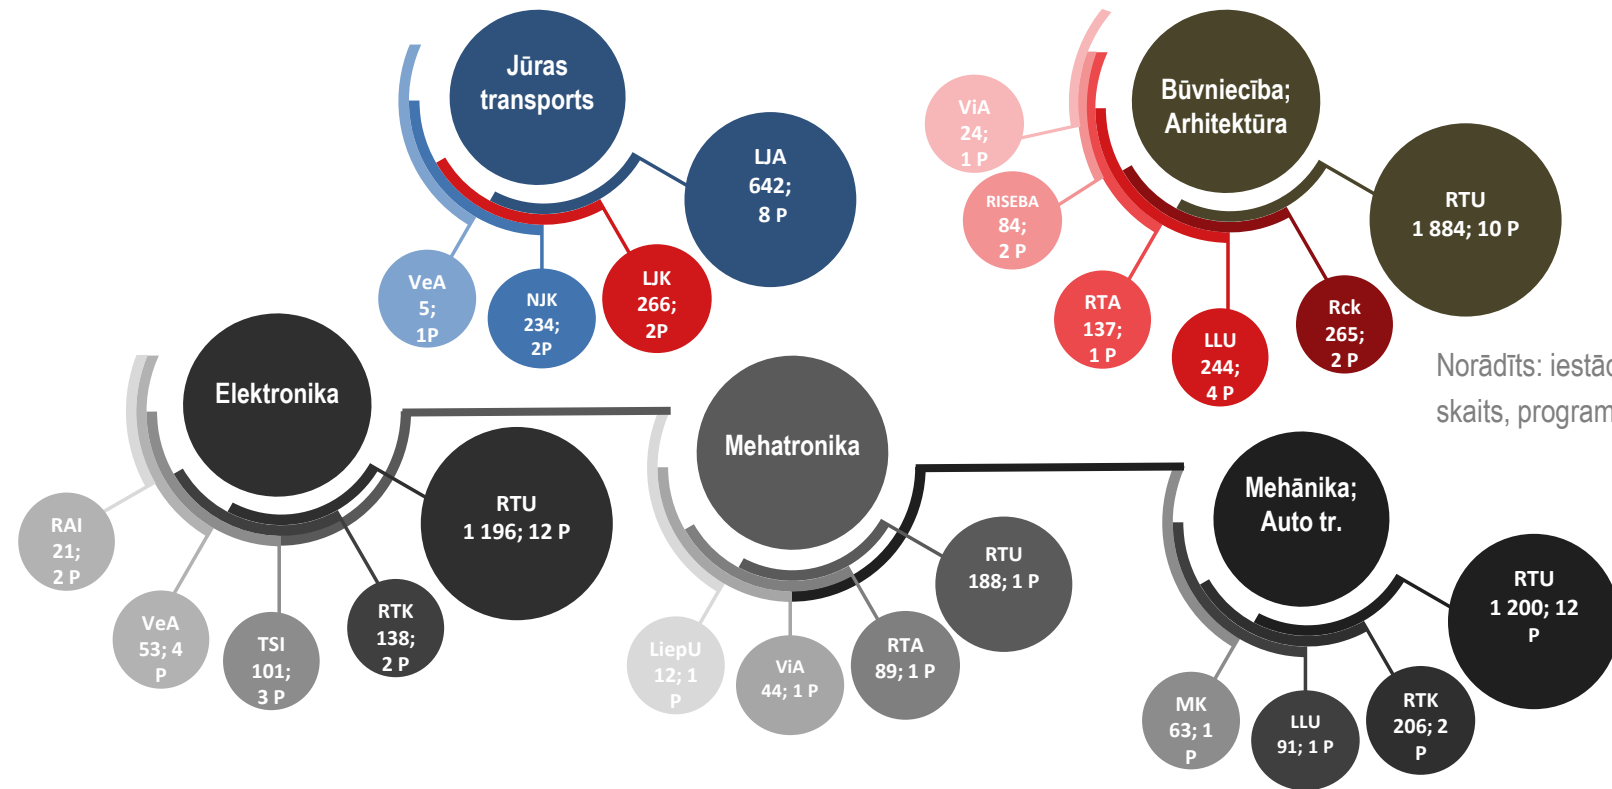 Jūras
transports
LJA
642;
8 P
VeA
5;
1P
NJK
234;
2P
LJK
266;
2P
Būvniecība;
Arhitektūra
ViA
24;
1 P
RISEBA
84;
2 P
RTA
137;
1 P
LLU
244;
4 P
Rck
265;
2 P
RTU
1 884; 10 P
Norādīts:
skaits,
Elektronika
RAI
21;
2 P
VeA
53; 4
P
TSI
101;
3 P
RTK
138;
2 P
RTU
1 196; 12 P
Mehatronika
LiepU
12; 1
P
ViA
44; 1 P
RTA
89; 1 P
RTU
188; 1 P
Mehānika;
Auto tr.
MK
63; 1
P
LLU
91; 1 P
RTK
206; 2
P
RTU
1 200; 12
P